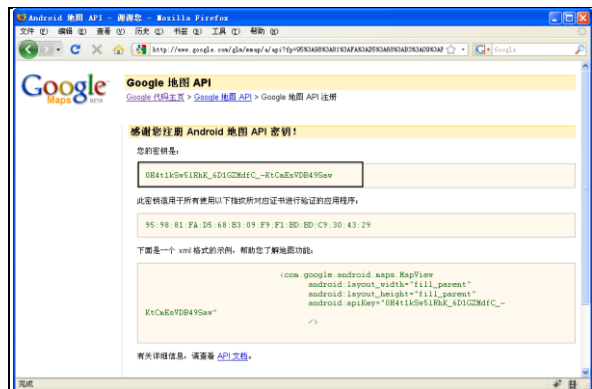 Android 地图 API - 谢谢您 - Mozilla Firefox
文件(F) 编辑(E) 查看(V) 历史(S) 书签(B) 工具(T) 帮助(H)
Google
Google
Maps BETA
Google 地图 API
Google 代码主页 > Google 地图 API > Google 地图 API 注册
感谢您注册 Android 地图 API 密钥!
您的密钥是:
0H4t1kSw5lRhK_6D1GZMdfC_-KtCmEsVDB49Saw
此密钥适用于所有使用以下指纹所对应证书进行验证的应用程序:
95:98:81:FA:D5:68:B3:09:F9:F1:BD:BD:C9:30:43:29
下面是一个 xml 格式的示例,帮助您了解地图功能:
<com.google.android.maps.MapView
android:layout_width="fill_parent"
android:layout_height="fill_parent"
android:apiKey="0H4t1kSw5lRhK_6D1GZMdfC_-
KtCmEsVDB49Saw"
/>
有关详细信息,请查看 API 文档。
完成